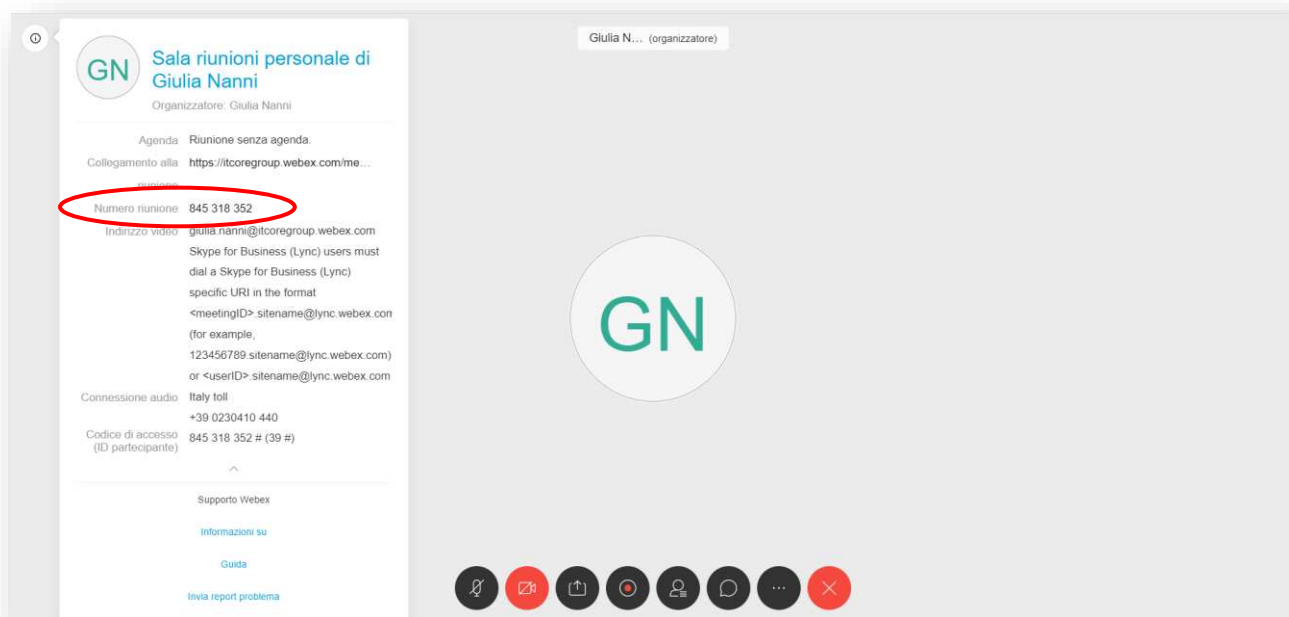 GN
Sala riunioni personale di
Giulia Nanni
Organizzatore: Giulia Nanni
Agenda Riunione senza agenda.
Collegamento alla https://itcoregroup.webex.com/me…
riunione
Numero riunione 845 318 352
Indirizzo video giulia.nanni@itcoregroup.webex.com
Skype for Business (Lync) users must
dial a Skype for Business (Lync)
specific URI in the format
<meetingID>.sitename@lync.webex.com
(for example,
123456789.sitename@lync.webex.com)
or <userID>.sitename@lync.webex.com
Connessione audio Italy toll
+39 0230410 440
Codice di accesso 845 318 352 # (39 #)
(ID partecipante)
Supporto Webex
Informazioni su
Guida
Invia report problema
Giulia N... (organizzatore)
GN